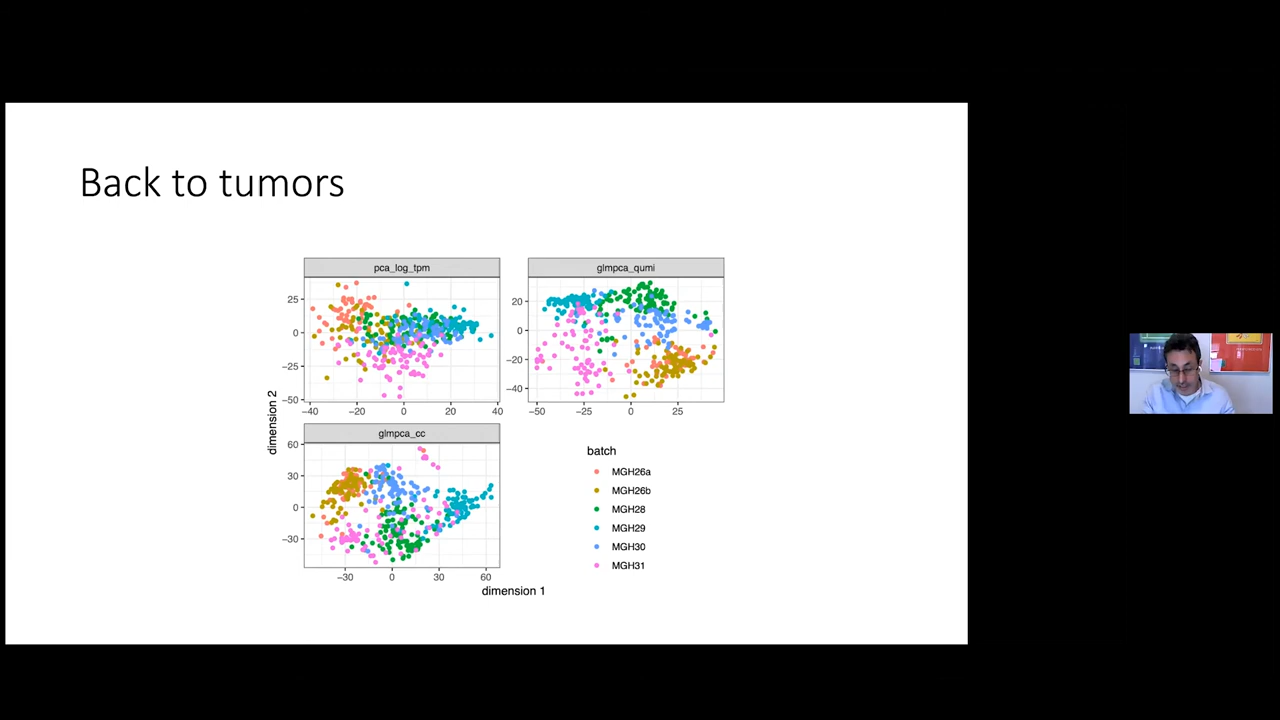 Back to tumors
pca_log_tpm
glmpca_qumi
25
0
−25
−50
−40 −20 0 20 40
20
0
−20
−40
−50 −25 0 25
dimension 2
glmpca_cc
60
30
0
−30
−30 0 30 60
dimension 1
batch
MGH26a
MGH26b
MGH28
MGH29
MGH30
MGH31